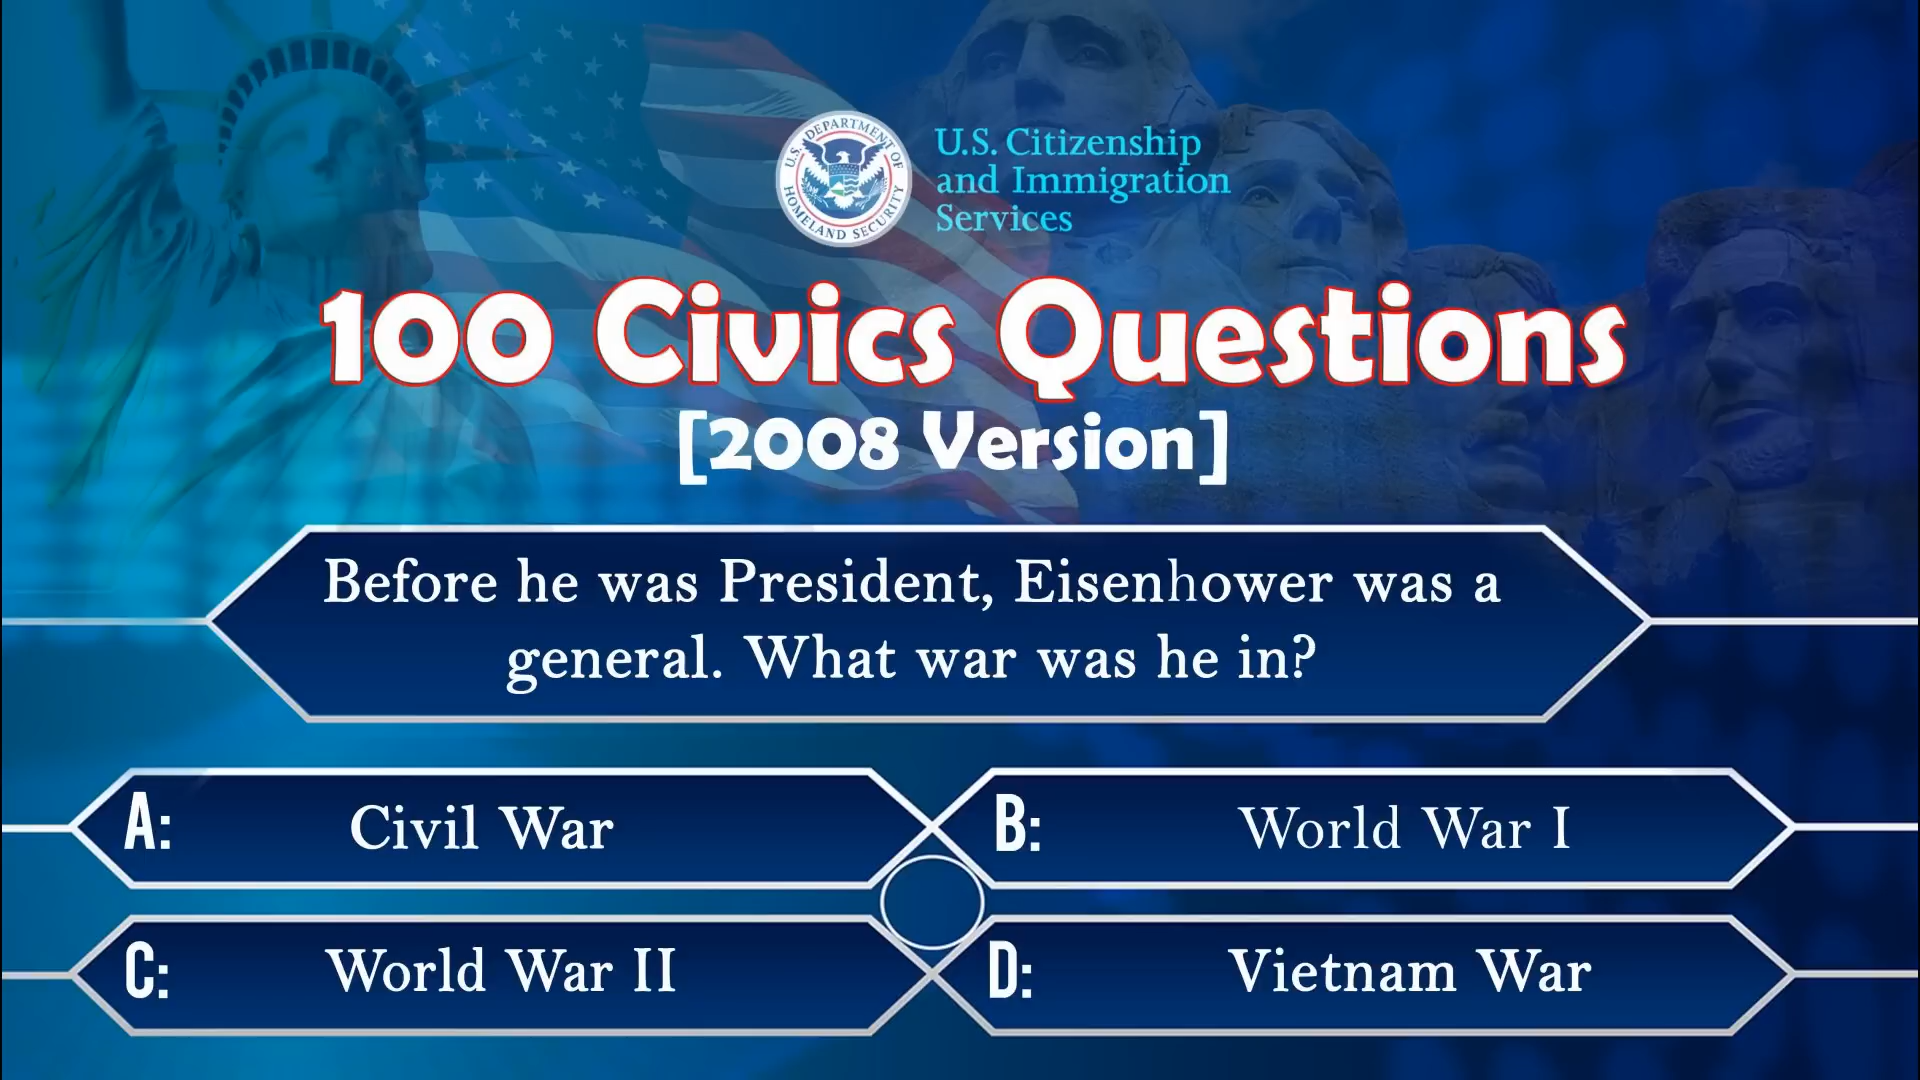 U.S. DEPARTMENT OF
HOMELAND SECURITY
U.S. Citizenship
and Immigration
Services
100 Civics Questions
[2008 Version]
Before he was President, Eisenhower was a
general. What war was he in?
A: Civil War
B: World War I
C: World War II
D: Vietnam War